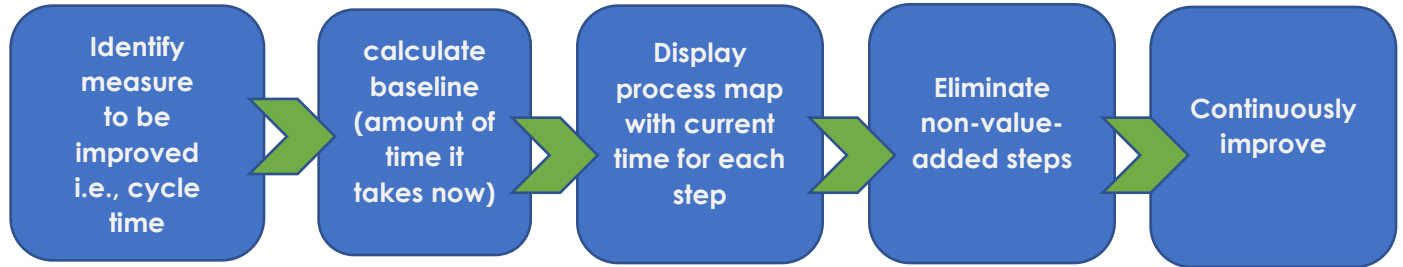 Identify
measure
to be
improved
i.e., cycle
time
calculate
baseline
(amount of
time it
takes now)
Display
process map
with current
time for each
step
Eliminate
non-value-
added steps
Continuously
improve